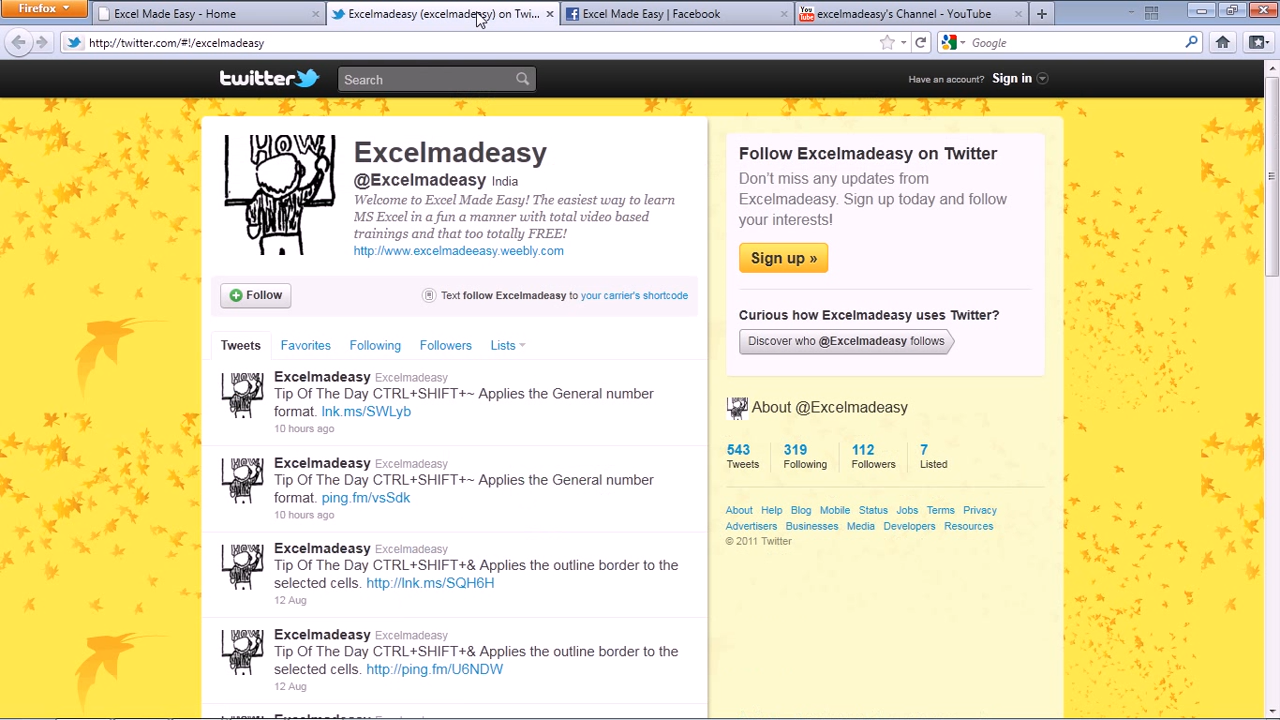 Firefox
Excel Made Easy - Home
Excelmadeasy (excelmadeasy) on Twi...
Excel Made Easy | Facebook
You Tube
excelmadeasy's Channel - YouTube
http://twitter.com/#!/excelmadeasy
Google
twitter
Search
Have an account? Sign in
HOW
Excelmadeasy
@Excelmadeasy India
Welcome to Excel Made Easy! The easiest way to learn
MS Excel in a fun a manner with total video based
trainings and that too totally FREE!
http://www.excelmadeeasy.weebly.com
Follow
Text follow Excelmadeasy to your carrier's shortcode
Tweets Favorites Following Followers Lists
Excelmadeasy Excelmadeasy
Tip Of The Day CTRL+SHIFT+~ Applies the General number
format. lnk.ms/SWLyb
10 hours ago
Excelmadeasy Excelmadeasy
Tip Of The Day CTRL+SHIFT+~ Applies the General number
format. ping.fm/vsSdk
10 hours ago
Excelmadeasy Excelmadeasy
Tip Of The Day CTRL+SHIFT+& Applies the outline border to the
selected cells. http://lnk.ms/SQH6H
12 Aug
Excelmadeasy Excelmadeasy
Tip Of The Day CTRL+SHIFT+& Applies the outline border to the
selected cells. http://ping.fm/U6NDW
12 Aug
Follow Excelmadeasy on Twitter
Don't miss any updates from
Excelmadeasy. Sign up today and follow
your interests!
Sign up »
Curious how Excelmadeasy uses Twitter?
Discover who @Excelmadeasy follows
About @Excelmadeasy
543 319 112 7
Tweets Following Followers Listed
About Help Blog Mobile Status Jobs Terms Privacy
Advertisers Businesses Media Developers Resources
© 2011 Twitter